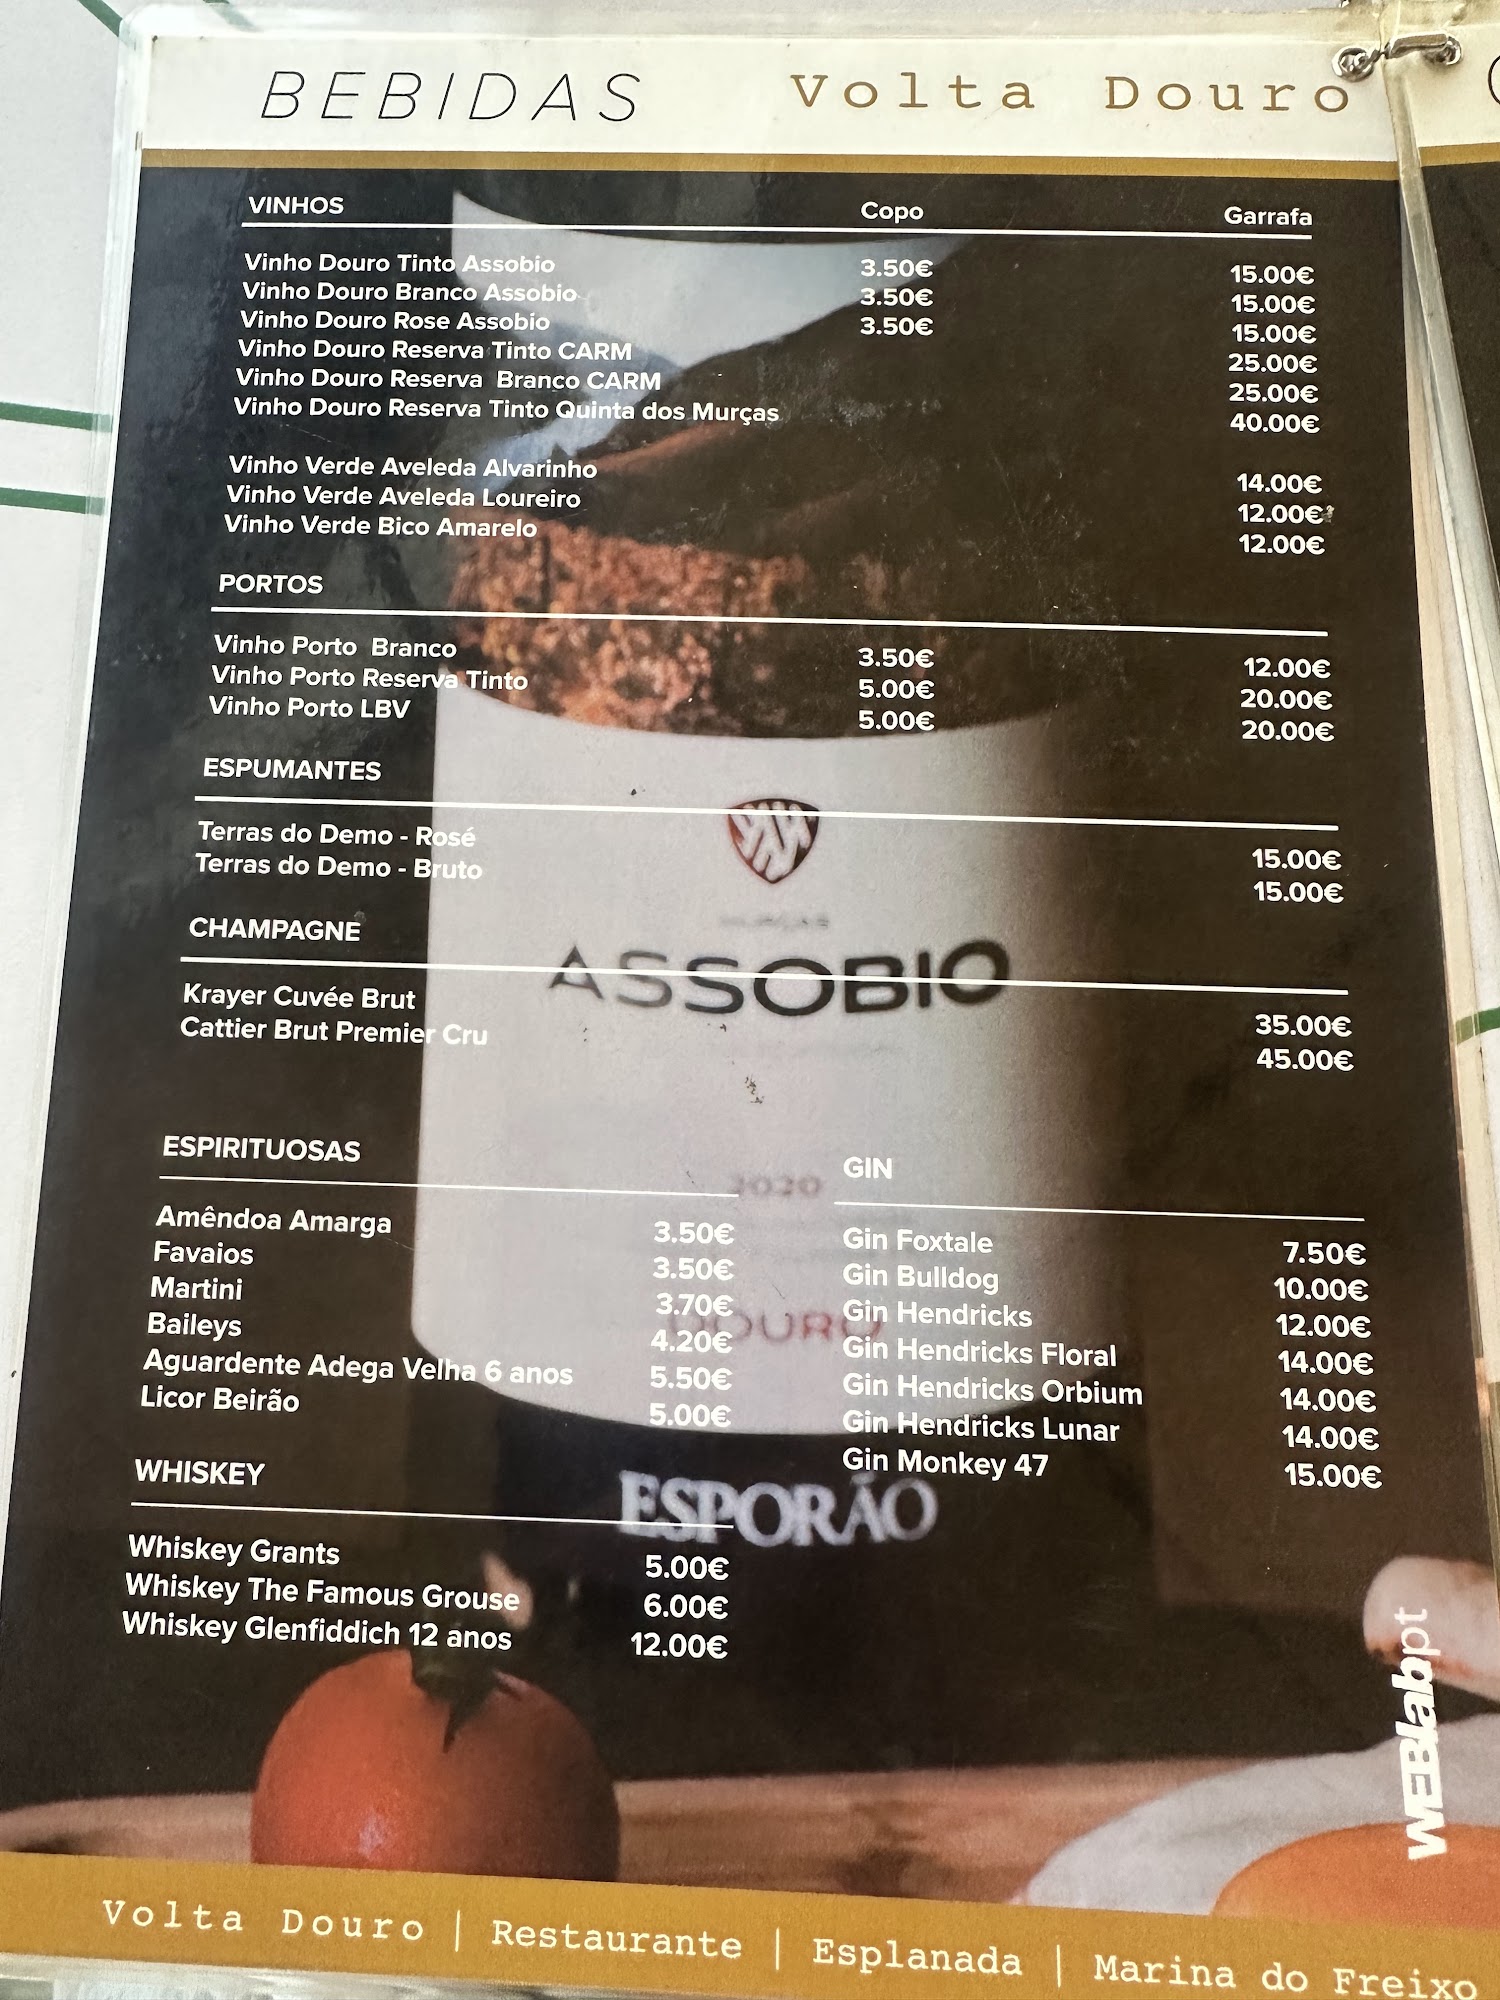 BEBIDAS Volta Douro
VINHOS Copo Garrafa
Vinho Douro Tinto Assobio 3.50€ 15.00€
Vinho Douro Branco Assobio 3.50€ 15.00€
Vinho Douro Rose Assobio 3.50€ 15.00€
Vinho Douro Reserva Tinto CARM 25.00€
Vinho Douro Reserva Branco CARM 25.00€
Vinho Douro Reserva Tinto Quinta dos Murças 40.00€
Vinho Verde Aveleda Alvarinho 14.00€
Vinho Verde Aveleda Loureiro 12.00€
Vinho Verde Bico Amarelo 12.00€
PORTOS
Vinho Porto Branco 3.50€ 12.00€
Vinho Porto Reserva Tinto 5.00€ 20.00€
Vinho Porto LBV 5.00€ 20.00€
ESPUMANTES
Terras do Demo - Rosé 15.00€
Terras do Demo - Bruto 15.00€
ASSOBIO
CHAMPAGNE
Krayer Cuvée Brut 35.00€
Cattier Brut Premier Cru 45.00€
2020
DOURO
ESPORÃO
ESPIRITUOSAS
Amêndoa Amarga 3.50€
Favaios 3.50€
Martini 3.70€
Baileys 4.20€
Aguardente Adega Velha 6 anos 5.50€
Licor Beirão 5.00€
WHISKEY
Whiskey Grants 5.00€
Whiskey The Famous Grouse 6.00€
Whiskey Glenfiddich 12 anos 12.00€
GIN
Gin Foxtale 7.50€
Gin Bulldog 10.00€
Gin Hendricks 12.00€
Gin Hendricks Floral 14.00€
Gin Hendricks Orbium 14.00€
Gin Hendricks Lunar 14.00€
Gin Monkey 47 15.00€
WEBlabpt
Volta Douro | Restaurante | Esplanada | Marina do Freixo